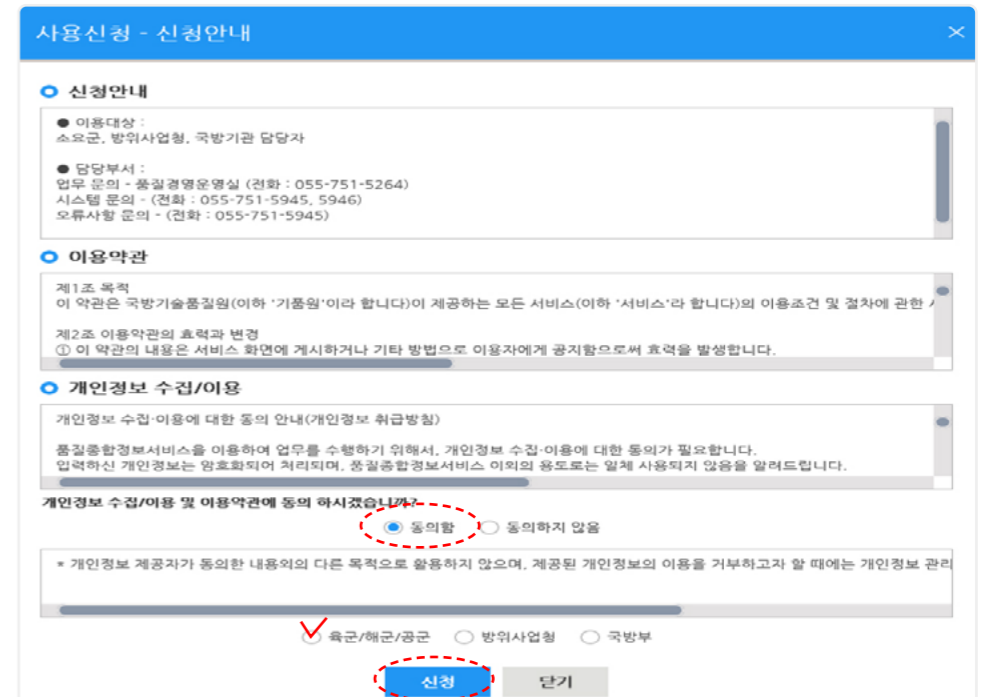 사용신청 - 신청안내
신청안내
● 이용대상 :
소요군, 방위사업청, 국방기관 담당자
● 담당부서 :
업무 문의 - 품질경영운영실 (전화 : 055-751-5264)
시스템 문의 - (전화 : 055-751-5945, 5946)
오류사항 문의 - (전화 : 055-751-5945)
이용약관
제1조 목적
이 약관은 국방기술품질원(이하 '기품원'이라 합니다)이 제공하는 모든 서비스(이하 '서비스'라 합니다)의 이용조건 및 절차에 관한
제2조 이용약관의 효력과 변경
① 이 약관의 내용은 서비스 화면에 게시하거나 기타 방법으로 이용자에게 공지함으로써 효력을 발생합니다.
개인정보 수집/이용
개인정보 수집·이용에 대한 동의 안내(개인정보 취급방침)
품질종합정보서비스을 이용하여 업무를 수행하기 위해서, 개인정보 수집·이용에 대한 동의가 필요합니다.
입력하신 개인정보는 암호화되어 처리되며, 품질종합정보서비스 이외의 용도로는 일체 사용되지 않음을 알려드립니다.
개인정보 수집/이용 및 이용약관에 동의 하시겠습니까?
동의함 동의하지 않음
* 개인정보 제공자가 동의한 내용외의 다른 목적으로 활용하지 않으며, 제공된 개인정보의 이용을 거부하고자 할 때에는 개인정보 관리
육군/해군/공군 방위사업청 국방부
신청 닫기